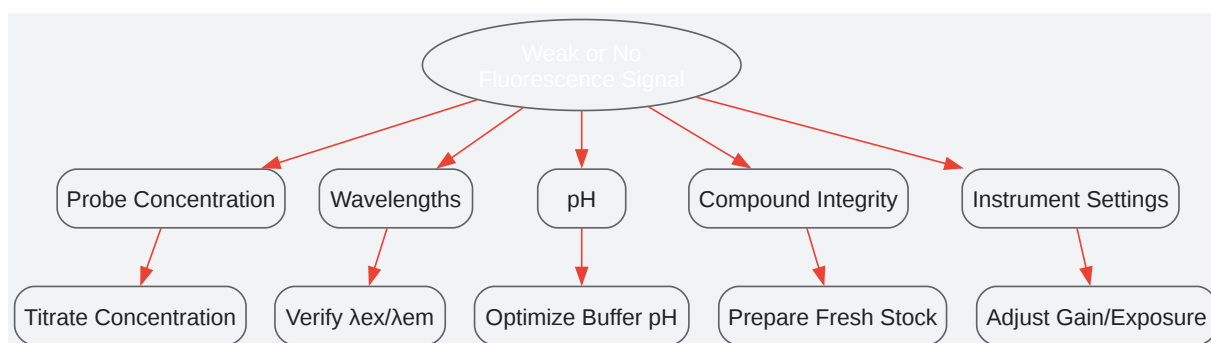 Weak or No
Fluorescence Signal
Probe Concentration
Wavelengths
pH
Compound Integrity
Instrument Settings
Titrate Concentration
Verify λex/λem
Optimize Buffer pH
Prepare Fresh Stock
Adjust Gain/Exposure